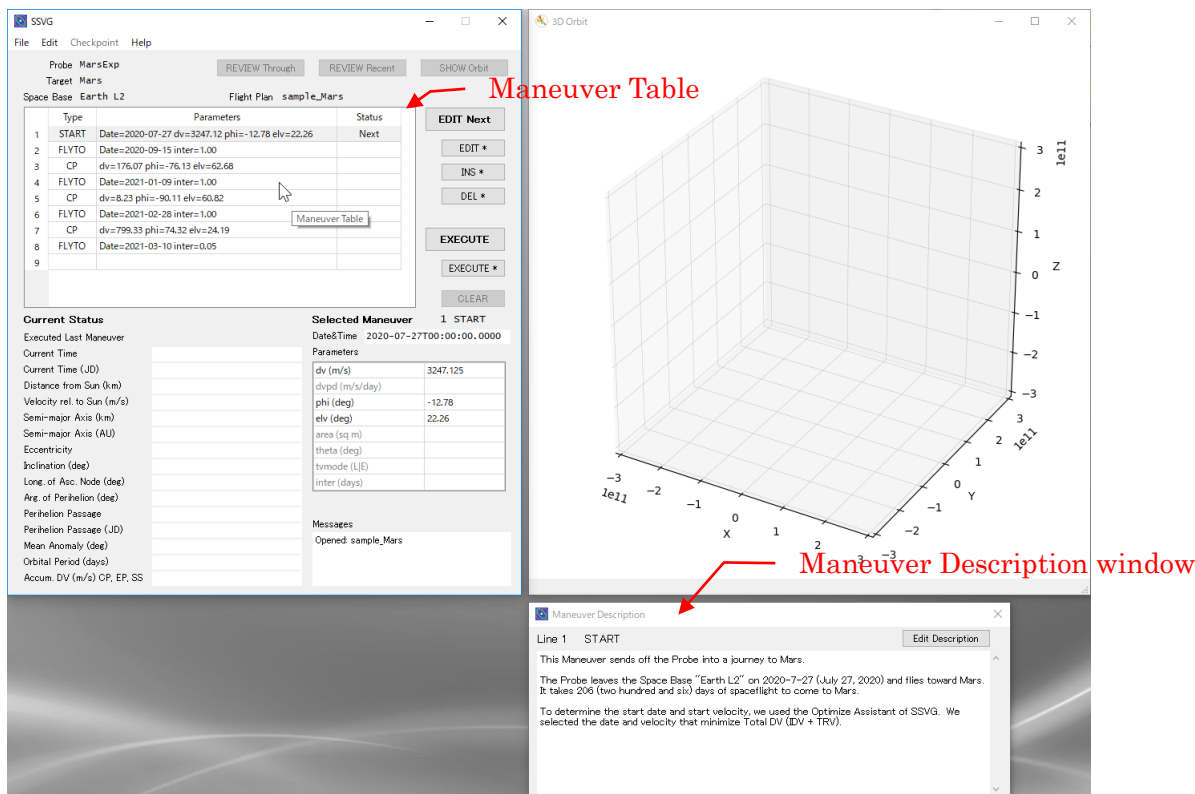 SSVG
File Edit Checkpoint Help
Probe MarsExp
REVIEW Through REVIEW Recent SHOW Orbit
Target Mars
Space Base Earth L2 Flight Plan sample_Mars
Maneuver Table
Type Parameters Status
1 START Date=2020-07-27 dv=3247.12 phi=-12.78 elv=22.26 Next
2 FLYTO Date=2020-09-15 inter=1.00
3 CP dv=176.07 phi=-76.13 elv=62.68
4 FLYTO Date=2021-01-09 inter=1.00
5 CP dv=8.23 phi=-90.11 elv=60.82
6 FLYTO Date=2021-02-28 inter=1.00
7 CP dv=799.33 phi=74.32 elv=24.19
8 FLYTO Date=2021-03-10 inter=0.05
9
Maneuver Table
EDIT Next
EDIT *
INS *
DEL *
EXECUTE
EXECUTE *
CLEAR
Current Status
Executed Last Maneuver
Current Time
Current Time (JD)
Distance from Sun (km)
Velocity rel. to Sun (m/s)
Semi-major Axis (km)
Semi-major Axis (AU)
Eccentricity
Inclination (deg)
Long. of Asc. Node (deg)
Arg. of Perihelion (deg)
Perihelion Passage
Perihelion Passage (JD)
Mean Anomaly (deg)
Orbital Period (days)
Accum. DV (m/s) CP, EP, SS
Selected Maneuver 1 START
Date&Time 2020-07-27T00:00:00.0000
Parameters
dv (m/s) 3247.125
dvpd (m/s/day)
phi (deg) -12.78
elv (deg) 22.26
area (sq m)
theta (deg)
tvmode (L|E)
inter (days)
Messages
Opened: sample_Mars
3D Orbit
3
1e11
2
1
0
Z
−1
−2
−3
3
1e11
2
1
0
Y
−1
−2
−3
−3
1e11
−2
−1
0
X
1
2
3
Maneuver Description window
Maneuver Description
Line 1 START Edit Description
This Maneuver sends off the Probe into a journey to Mars.
The Probe leaves the Space Base "Earth L2" on 2020-7-27 (July 27, 2020) and flies toward Mars.
It takes 206 (two hundred and six) days of spaceflight to come to Mars.
To determine the start date and start velocity, we used the Optimize Assistant of SSVG. We
selected the date and velocity that minimize Total DV (IDV + TRV).